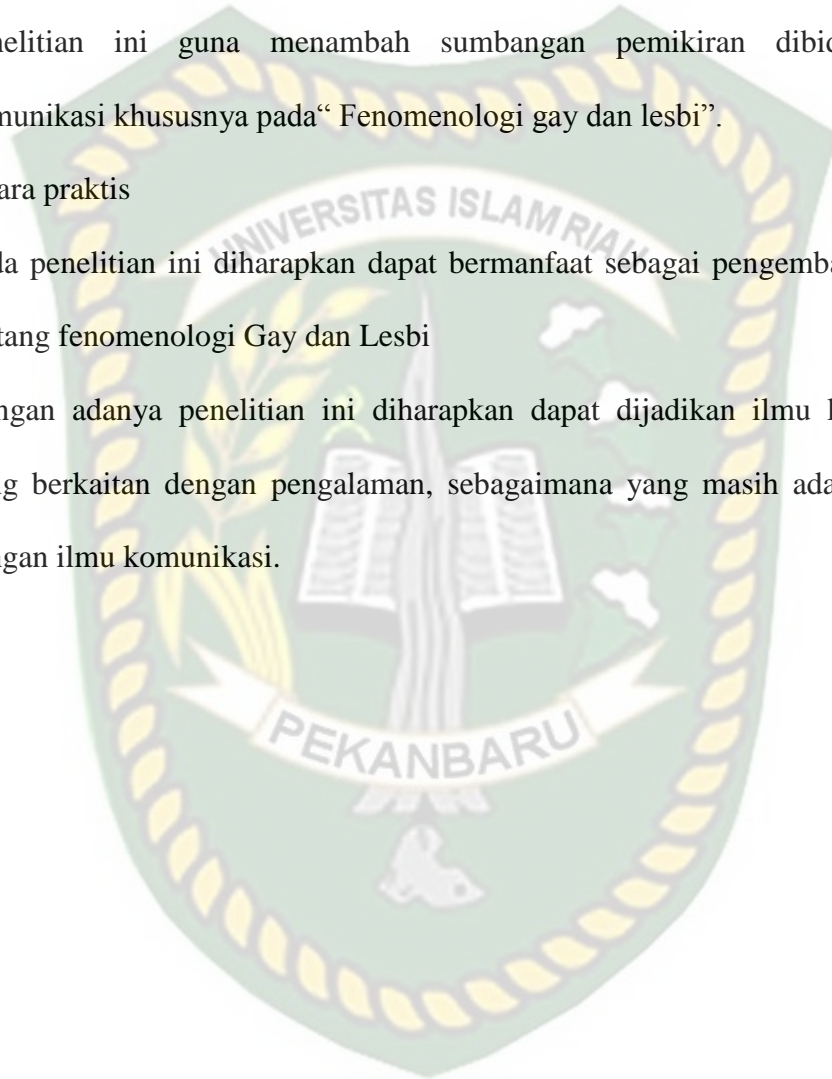 nelitian ini guna menambah sumbangan pemikiran dibid
munikasi khususnya pada“ Fenomenologi gay dan lesbi”.
ara praktis
da penelitian ini diharapkan dapat bermanfaat sebagai pengemba
tang fenomenologi Gay dan Lesbi
ngan adanya penelitian ini diharapkan dapat dijadikan ilmu
g berkaitan dengan pengalaman, sebagaimana yang masih ada
ngan ilmu komunikasi.
UNIVERSITAS ISLAM RIAU
PEKANBARU